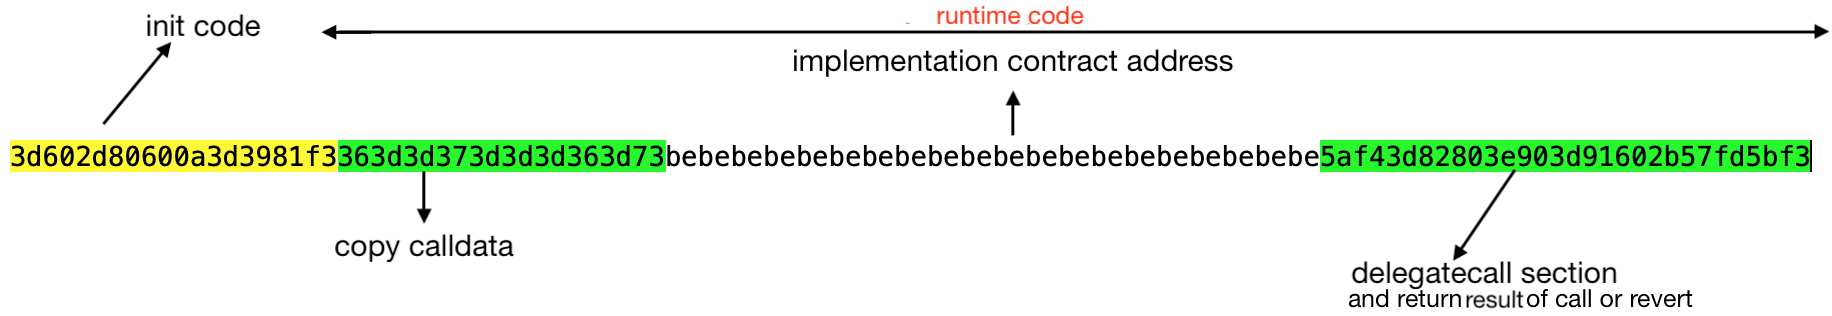 runtime code
init code
implementation contract address
3d602d80600a3d3981f3363d3d373d3d3d363d73bebebebebebebebebebebebebebebebebebebebe5af43d82803e903d91602b57fd5bf3
copy calldata
delegatecall section
and return result of call or revert